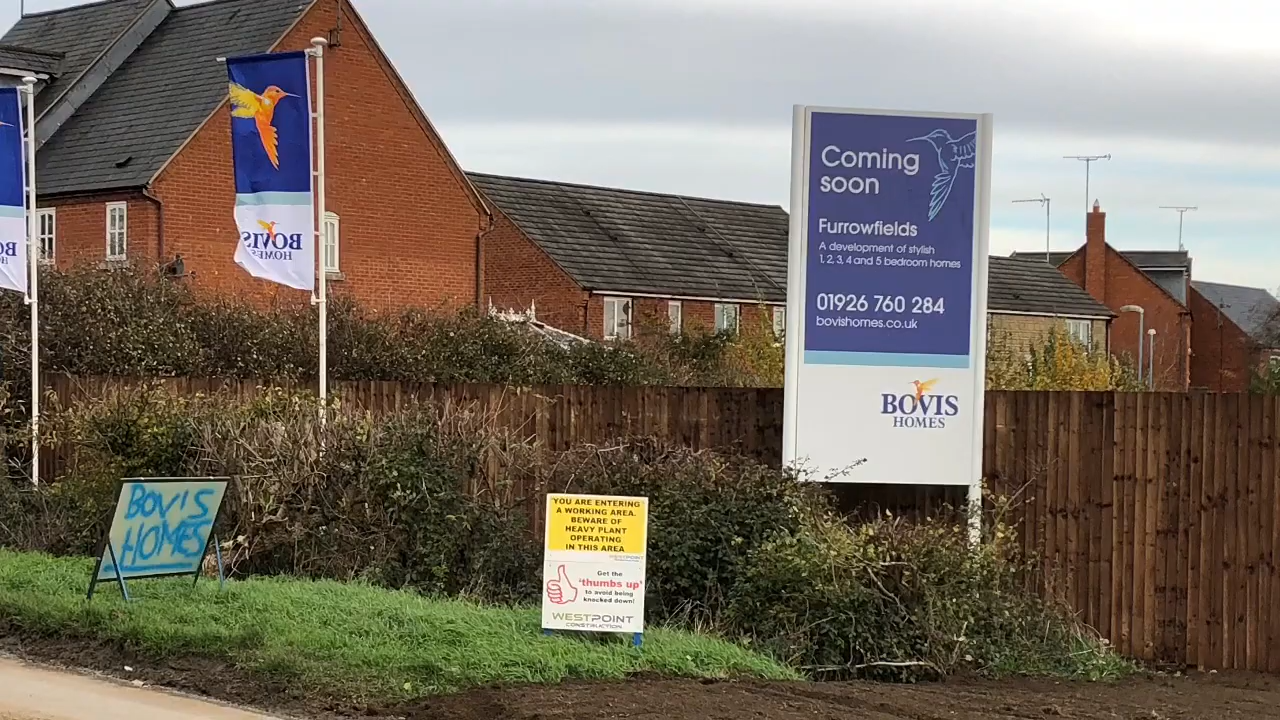 BOVIS
HOMES
BOVIS
HOMES
YOU ARE ENTERING
A WORKING AREA.
BEWARE OF
HEAVY PLANT
OPERATING
IN THIS AREA
WESTPOINT
Get the
'thumbs up'
to avoid being
knocked down!
WESTPOINT
CONSTRUCTION
Coming
soon
Furrowfields
A development of stylish
1, 2, 3, 4 and 5 bedroom homes
01926 760 284
bovishomes.co.uk
BOVIS
HOMES